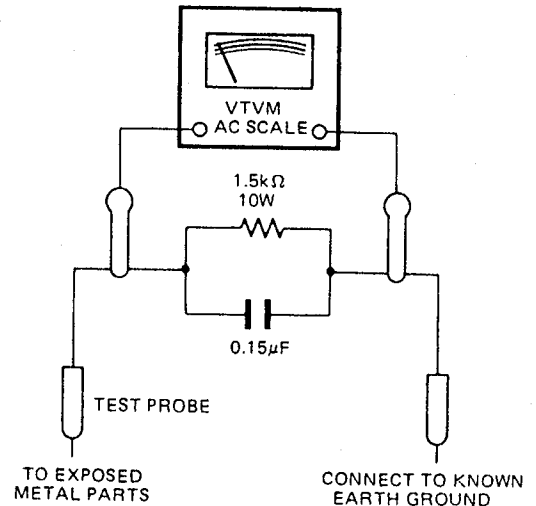 VTVM
AC SCALE
1.5kΩ
10W
0.15µF
TEST PROBE
TO EXPOSED
METAL PARTS
CONNECT TO KNOWN
EARTH GROUND